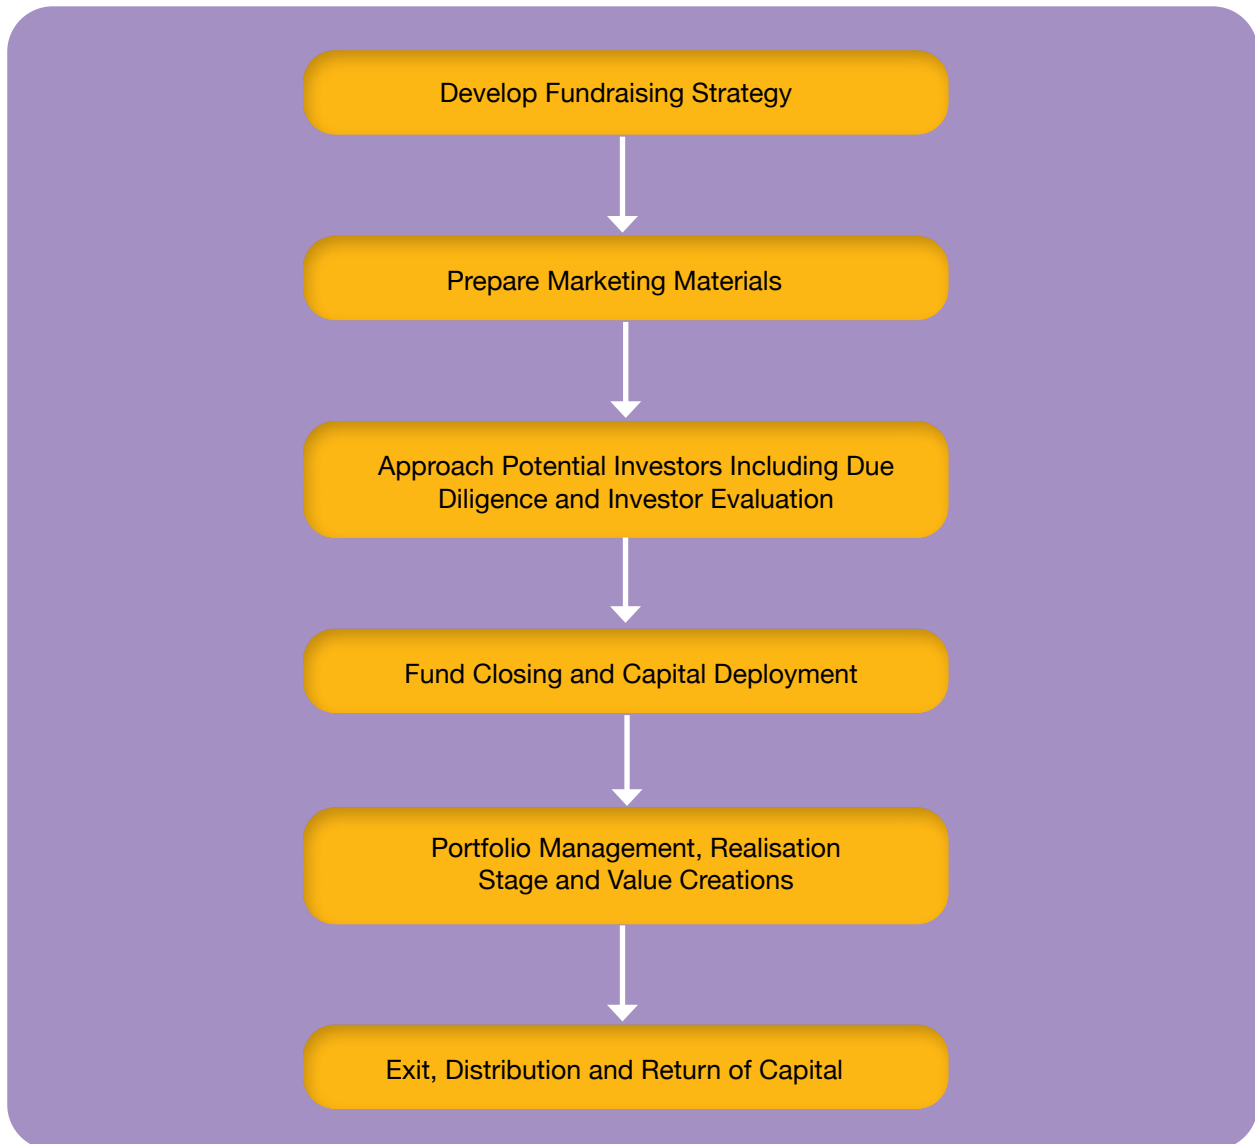 Develop Fundraising Strategy
Prepare Marketing Materials
Approach Potential Investors Including Due
Diligence and Investor Evaluation
Fund Closing and Capital Deployment
Portfolio Management, Realisation
Stage and Value Creations
Exit, Distribution and Return of Capital